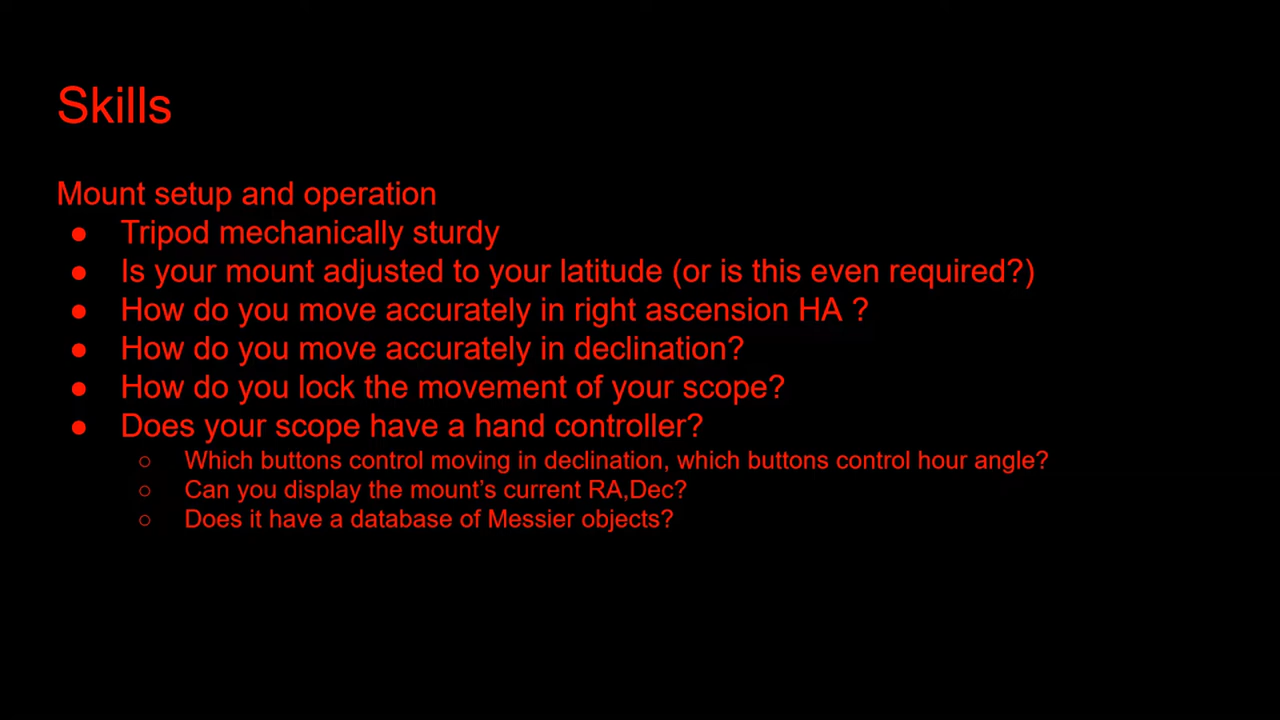 Skills
Mount setup and operation
● Tripod mechanically sturdy
● Is your mount adjusted to your latitude (or is this even required?)
● How do you move accurately in right ascension HA ?
● How do you move accurately in declination?
● How do you lock the movement of your scope?
● Does your scope have a hand controller?
○ Which buttons control moving in declination, which buttons control hour angle?
○ Can you display the mount’s current RA,Dec?
○ Does it have a database of Messier objects?